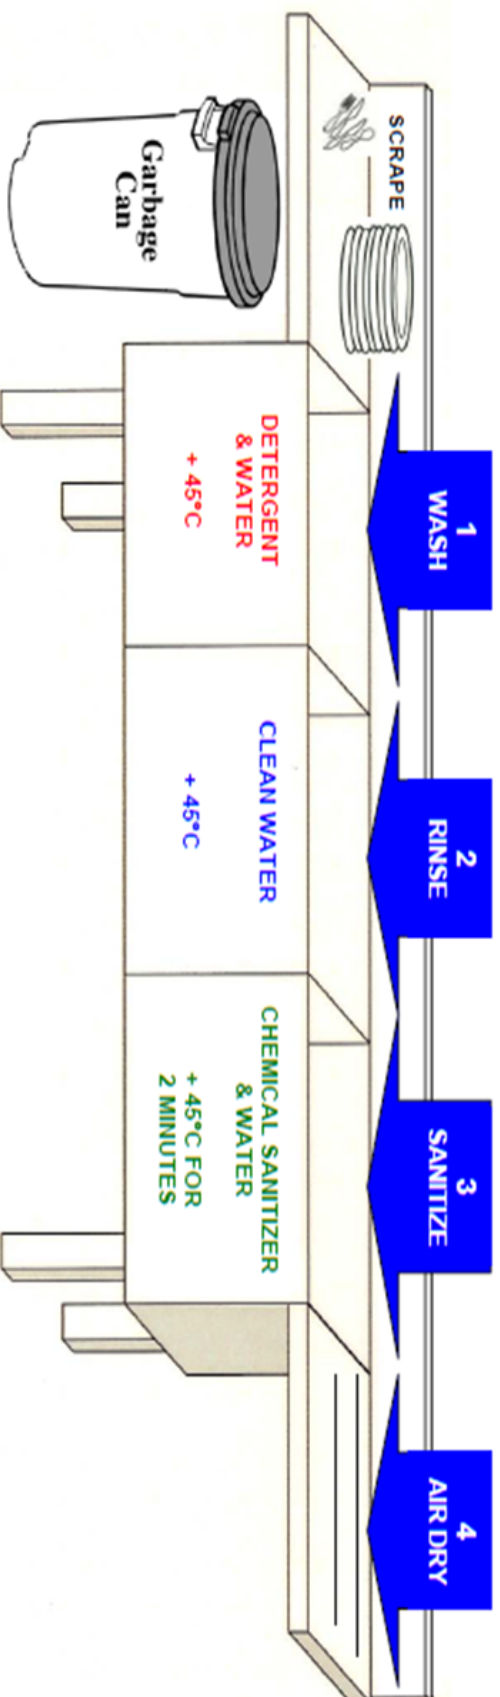 SCRAPE
Garbage
Can
1
WASH
DETERGENT
& WATER
+ 45°C
2
RINSE
CLEAN WATER
+ 45°C
3
SANITIZE
CHEMICAL SANITIZER
& WATER
+ 45°C FOR
2 MINUTES
4
AIR DRY